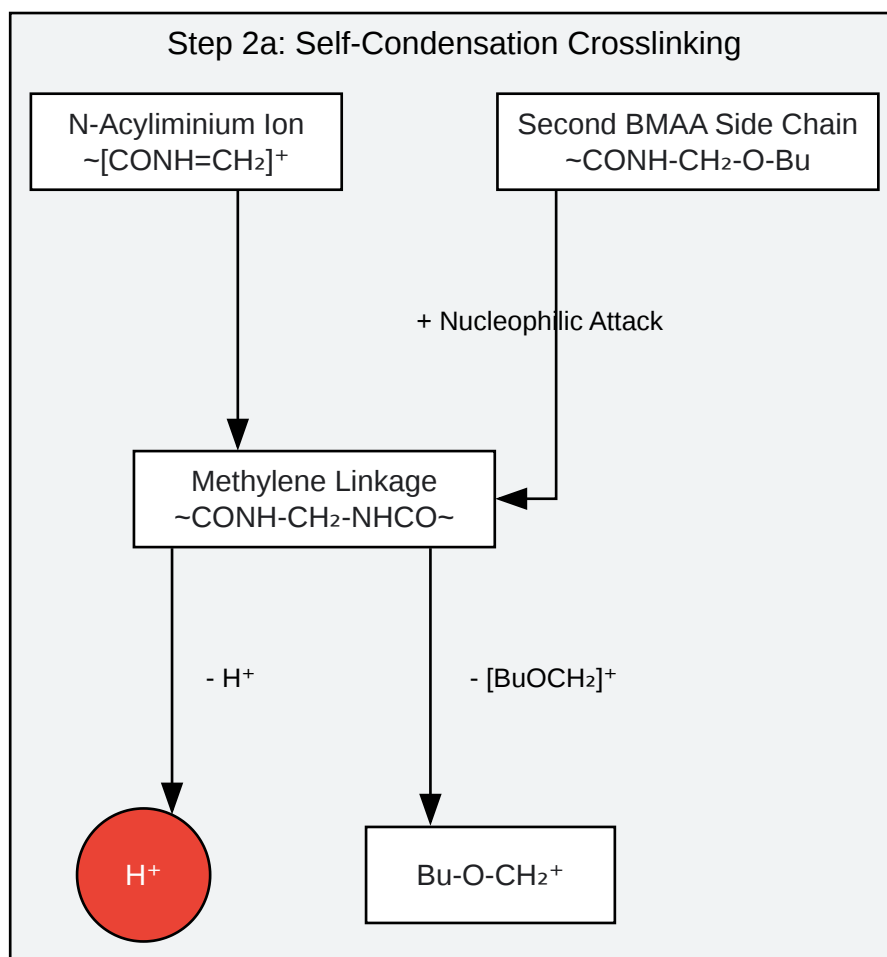 Step 2a: Self-Condensation Crosslinking
N-Acyliminium Ion
~[CONH=CH₂]⁺
Second BMAA Side Chain
~CONH-CH₂-O-Bu
+ Nucleophilic Attack
Methylene Linkage
~CONH-CH₂-NHCO~
- H⁺
- [BuOCH₂]⁺
H⁺
Bu-O-CH₂⁺